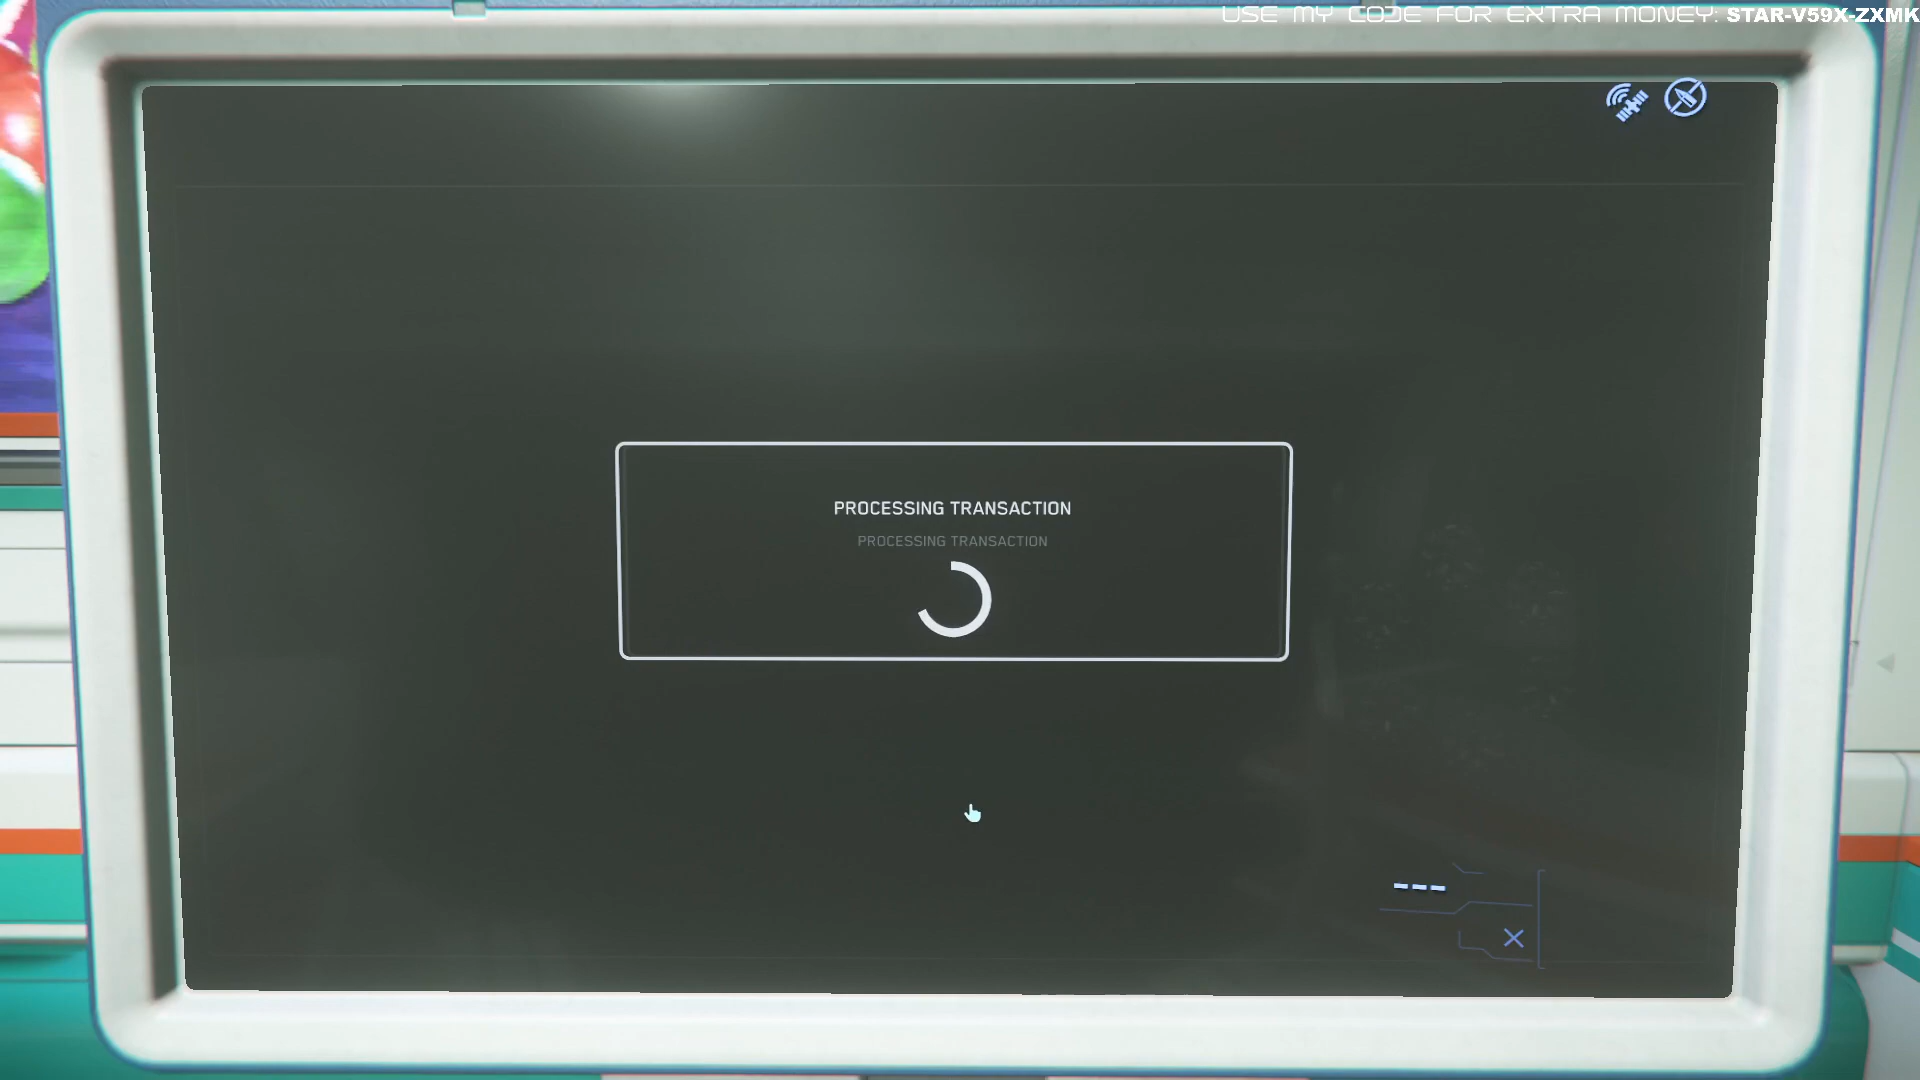 USE MY CODE FOR EXTRA MONEY: STAR-V59X-ZXMK
PROCESSING TRANSACTION
PROCESSING TRANSACTION